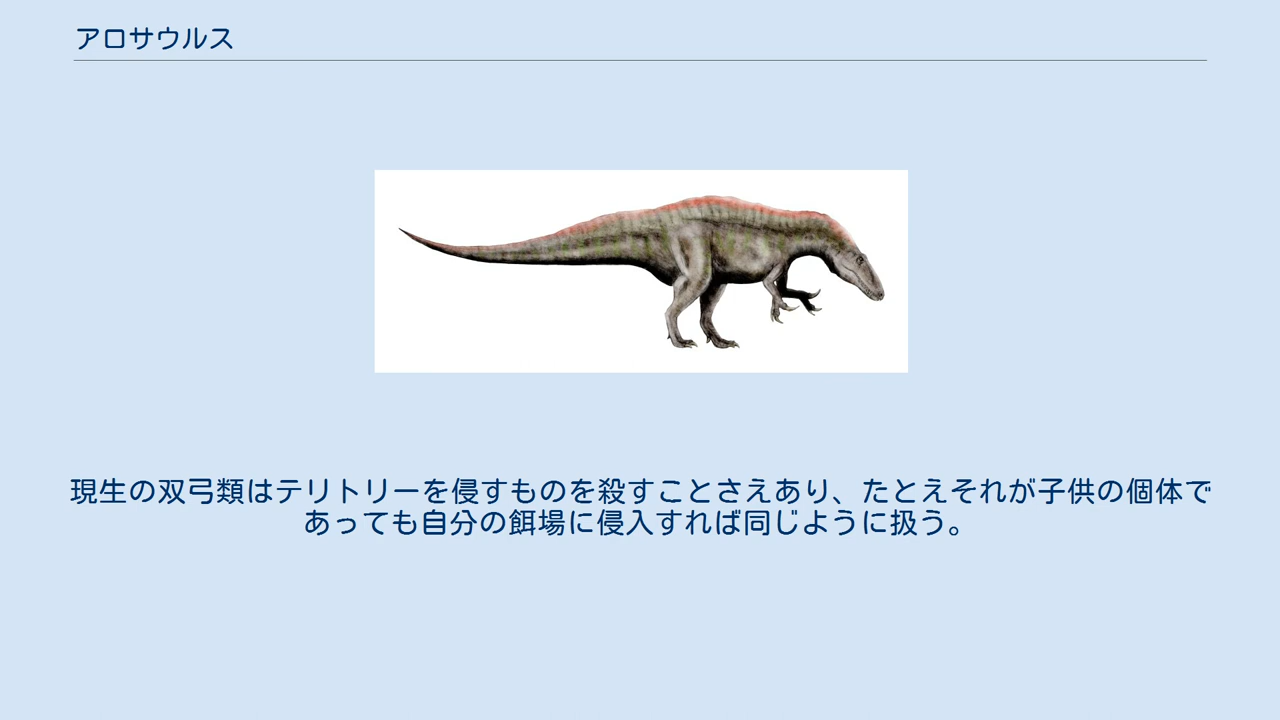 アロサウルス
現生の双弓類はテリトリーを侵すものを殺すことさえあり、たとえそれが子供の個体で
あっても自分の餌場に侵入すれば同じように扱う。